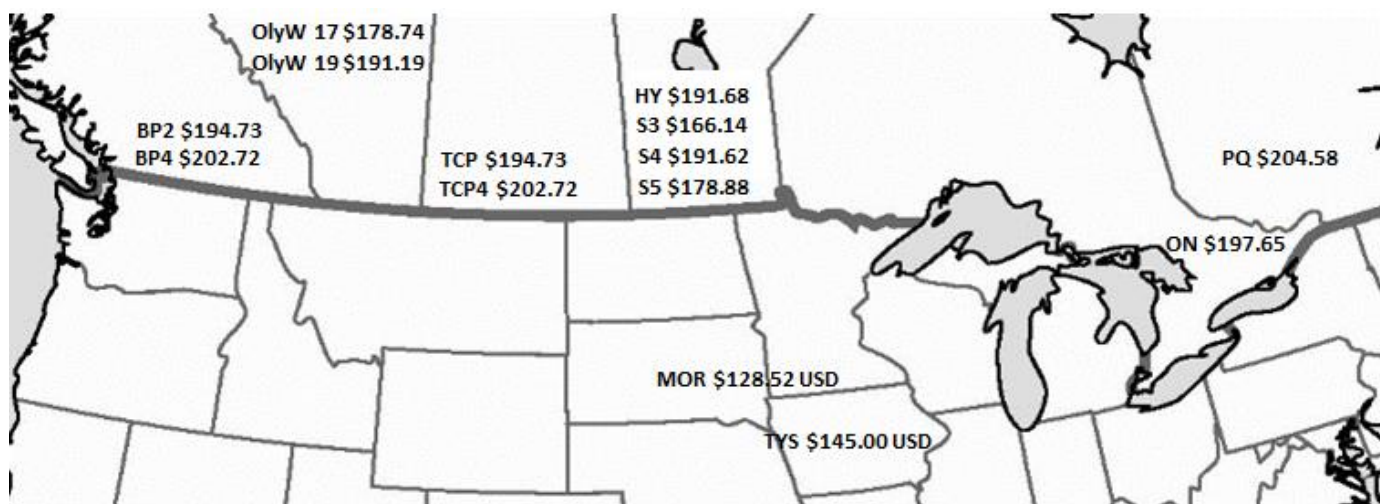 OlyW 17 $178.74
OlyW 19 $191.19
BP2 $194.73
BP4 $202.72
TCP $194.73
TCP4 $202.72
HY $191.68
S3 $166.14
S4 $191.62
S5 $178.88
PQ $204.58
ON $197.65
MOR $128.52 USD
TYS $145.00 USD